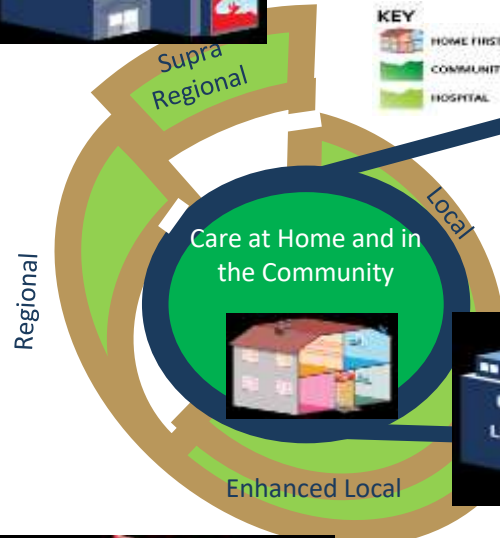 KEY
HOME FIRST
COMMUNIT
HOSPITAL
Supra
Regional
Local
Care at Home and in
the Community
Regional
Enhanced Local